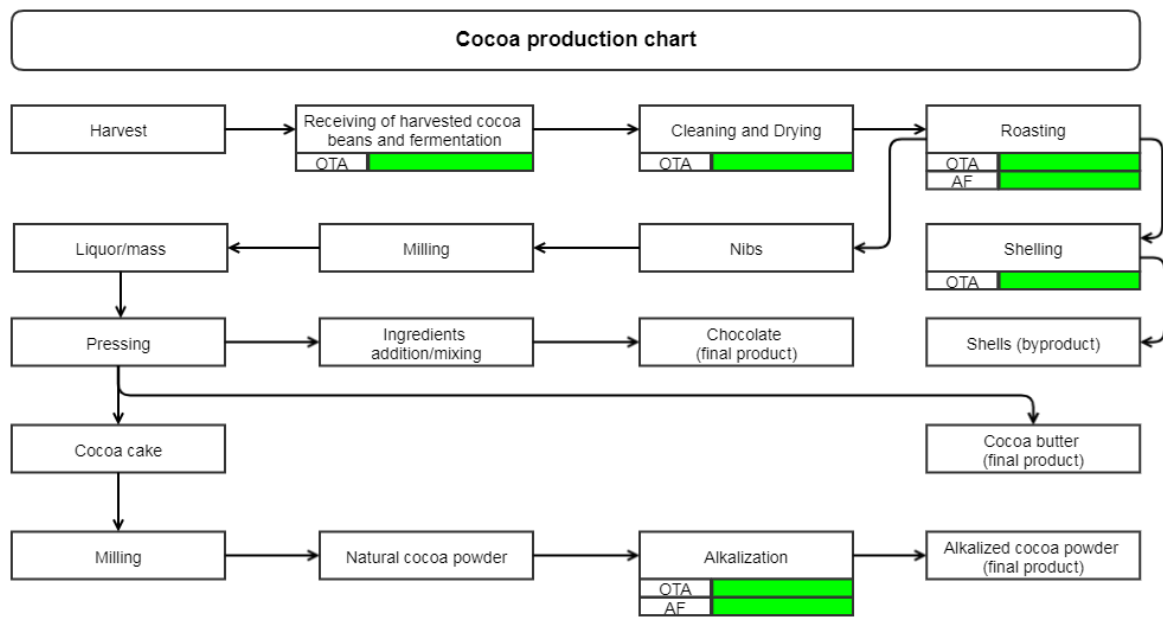 Cocoa production chart
Harvest
Receiving of harvested cocoa
beans and fermentation
OTA
Cleaning and Drying
OTA
Roasting
OTA
AF
Liquor/mass
Milling
Nibs
Shelling
OTA
Pressing
Ingredients
addition/mixing
Chocolate
(final product)
Shells (byproduct)
Cocoa cake
Cocoa butter
(final product)
Milling
Natural cocoa powder
Alkalization
OTA
AF
Alkalized cocoa powder
(final product)